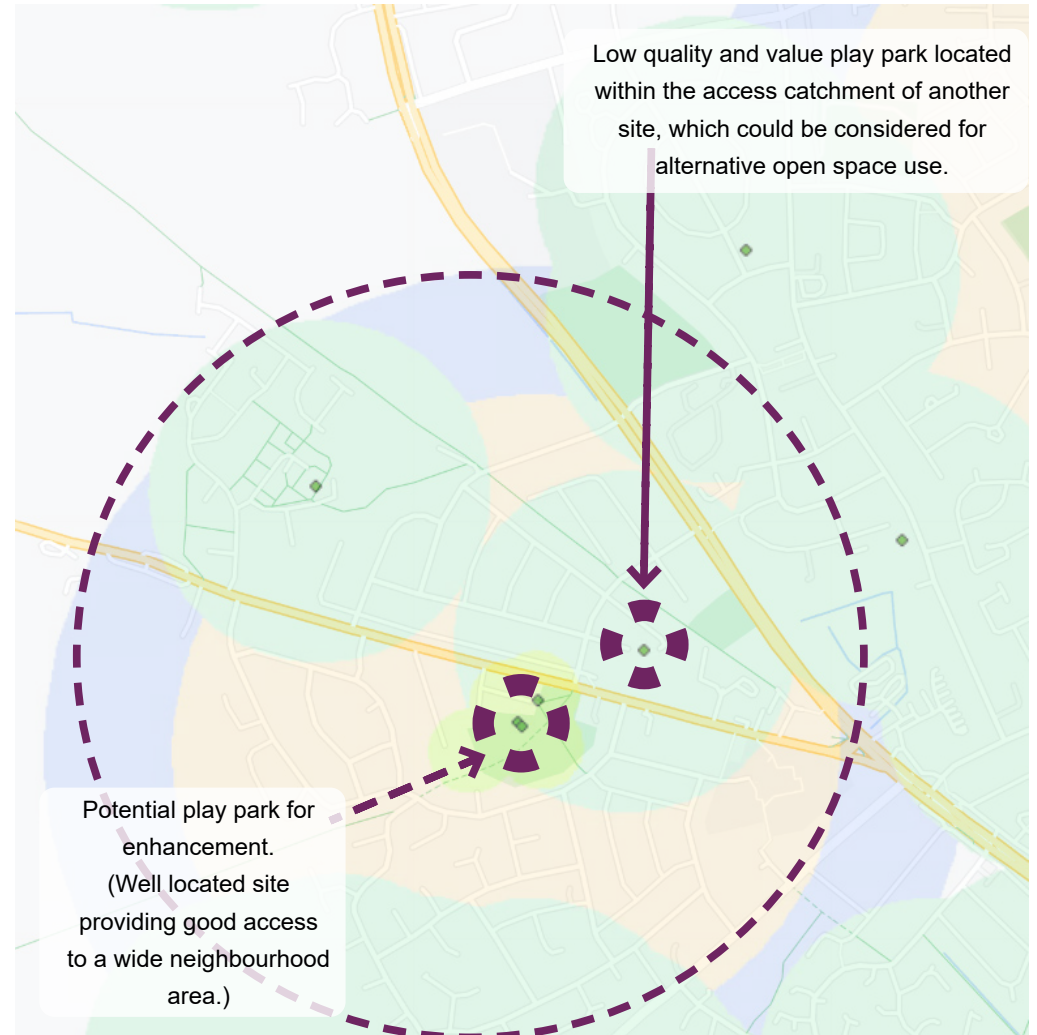 Low quality and value play park located
within the access catchment of another
site, which could be considered for
alternative open space use.
Potential play park for
enhancement.
(Well located site
providing good access
to a wide neighbourhood
area.)